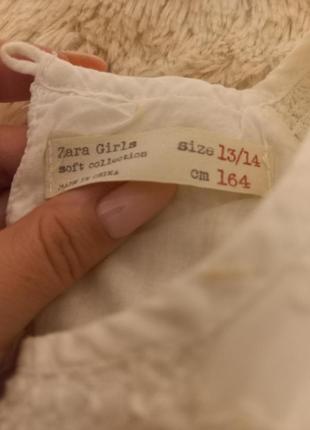 Zara Girls size 13/14
soft collection cm 164
MADE IN CHINA